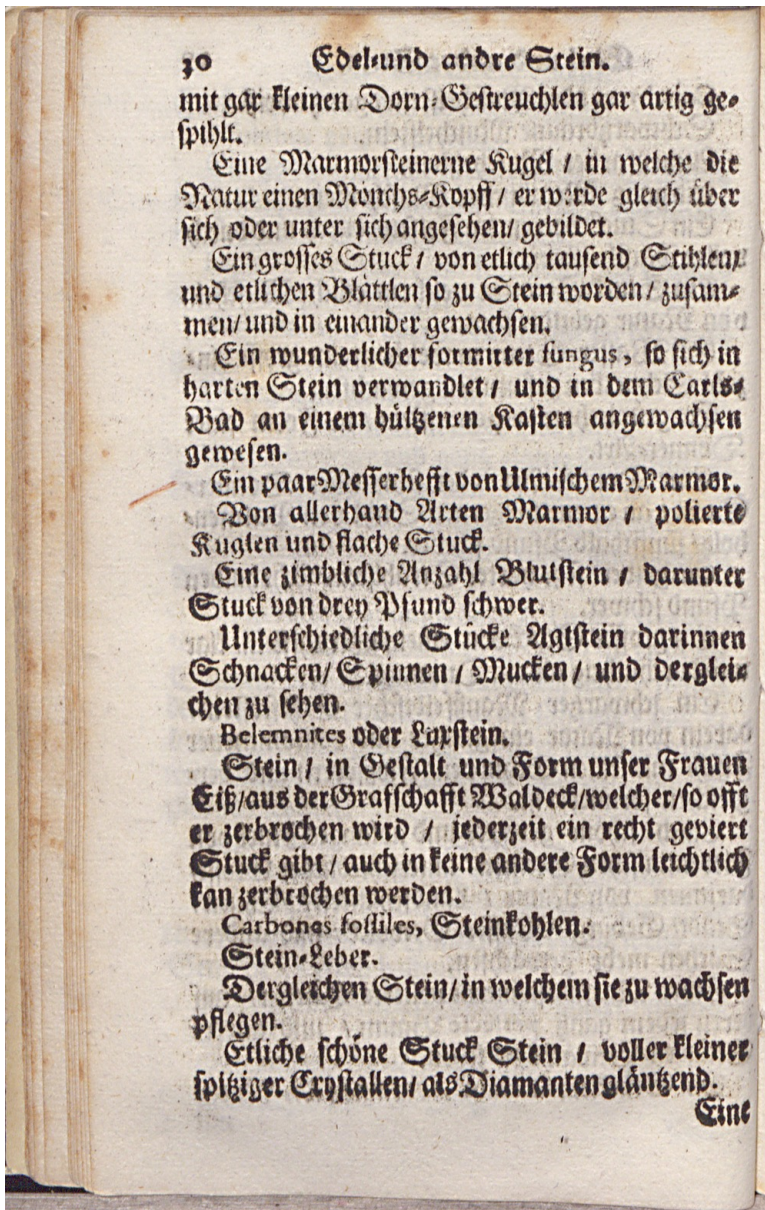 30 Edel-und andre Stein.
mit gar kleinen Dorn-Gestreuchlen gar artig ge-
spihlt.
Eine Marmorsteinerne Kugel / in welche die
Natur einen Mönchs-Kopff / er werde gleich über
sich oder unter sich angesehen / gebildet.
Ein grosses Stuck / von etlich tausend Stihlen /
und etlichen Blättlen so zu Stein worden / zusam-
men / und in einander gewachsen.
Ein wunderlicher formirter fungus, so sich in
harten Stein verwandlet / und in dem Carls-
Bad an einem hültzenen Kasten angewachsen
gewesen.
Ein paar Messerhefft von Ulmischem Marmor.
Von allerhand Arten Marmor / polierte
Kuglen und flache Stuck.
Eine zimbliche Anzahl Blutstein / darunter
Stuck von drey Pfund schwer.
Unterschiedliche Stücke Agtstein darinnen
Schnacken / Spinnen / Mucken / und derglei-
chen zu sehen.
Belemnites oder Luxstein.
Stein / in Gestalt und Form unser Frauen
Eiß / aus der Grafschafft Waldeck / welcher / so offt
er zerbrochen wird / jederzeit ein recht geviert
Stuck gibt / auch in keine andere Form leichtlich
kan zerbrochen werden.
Carbones fossiles, Steinkohlen.
Stein-Leber.
Dergleichen Stein / in welchem sie zu wachsen
pflegen.
Etliche schöne Stuck Stein / voller kleiner
spitziger Crystallen / als Diamanten gläntzend.
Eine